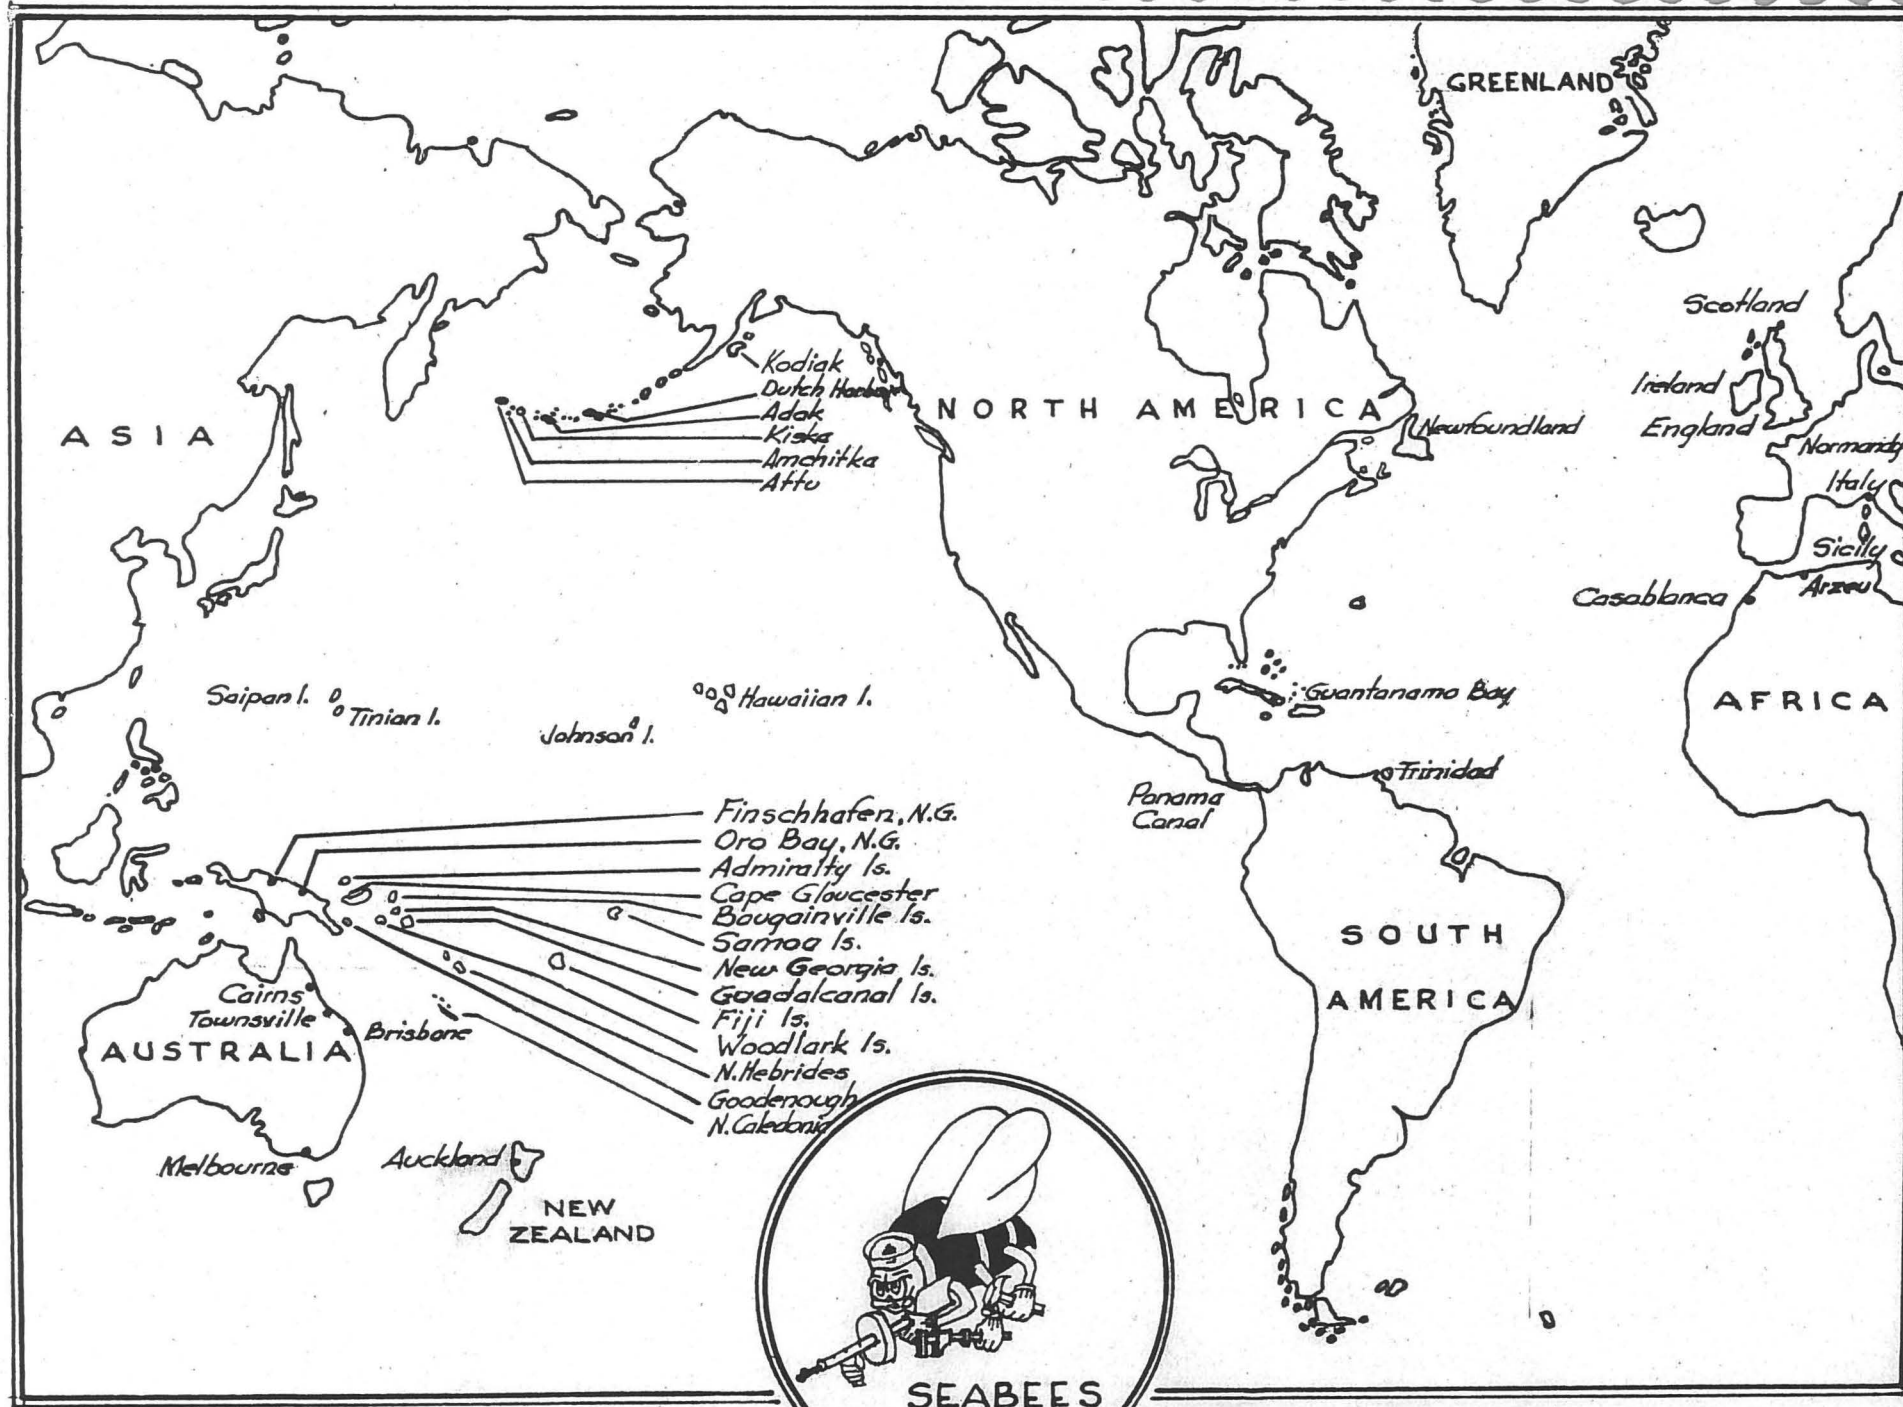 GREENLAND
Scotland
Ireland
England
Normandy
Italy
Sicily
Casablanca
Arzeu
ASIA
Kodiak
Dutch Harbor
Adak
Kiska
Amchitka
Attu
NORTH AMERICA
Newfoundland
Saipan I.
Tinian I.
Johnson I.
Hawaiian I.
Guantanamo Bay
AFRICA
Trinidad
Panama
Canal
Finschhafen, N.G.
Oro Bay, N.G.
Admiralty Is.
Cape Gloucester
Bougainville Is.
Samoa Is.
New Georgia Is.
Guadalcanal Is.
Fiji Is.
Woodlark Is.
N. Hebrides
Goodenough
N. Caledonia
SOUTH
AMERICA
Cairns
Townsville
Brisbane
AUSTRALIA
Melbourne
Auckland
NEW
ZEALAND
SEABEES